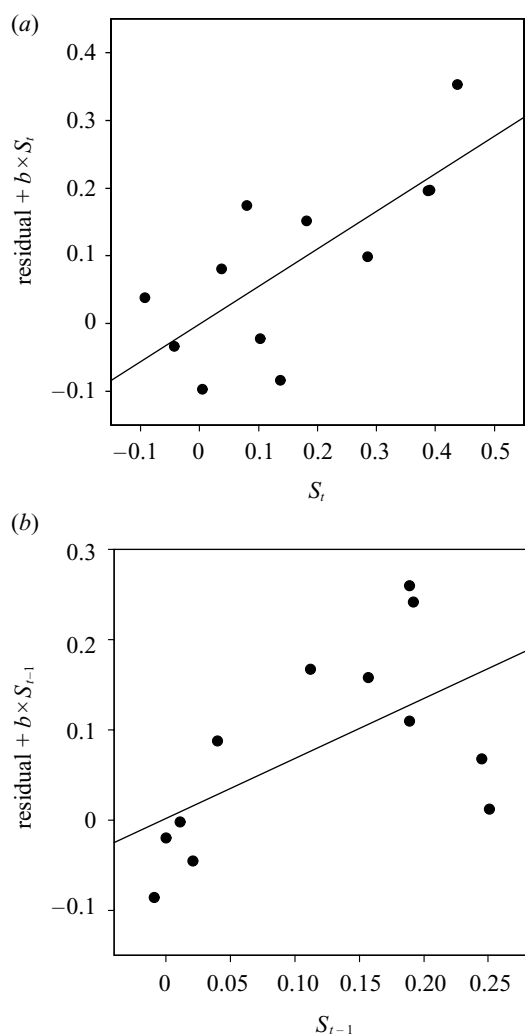 (a)
0.4
0.3
0.2
0.1
0
−0.1
residual + b × S_t
−0.1 0 0.1 0.2 0.3 0.4 0.5
S_t
(b)
0.3
0.2
0.1
0
−0.1
residual + b × S_{t−1}
0 0.05 0.10 0.15 0.20 0.25
S_{t−1}